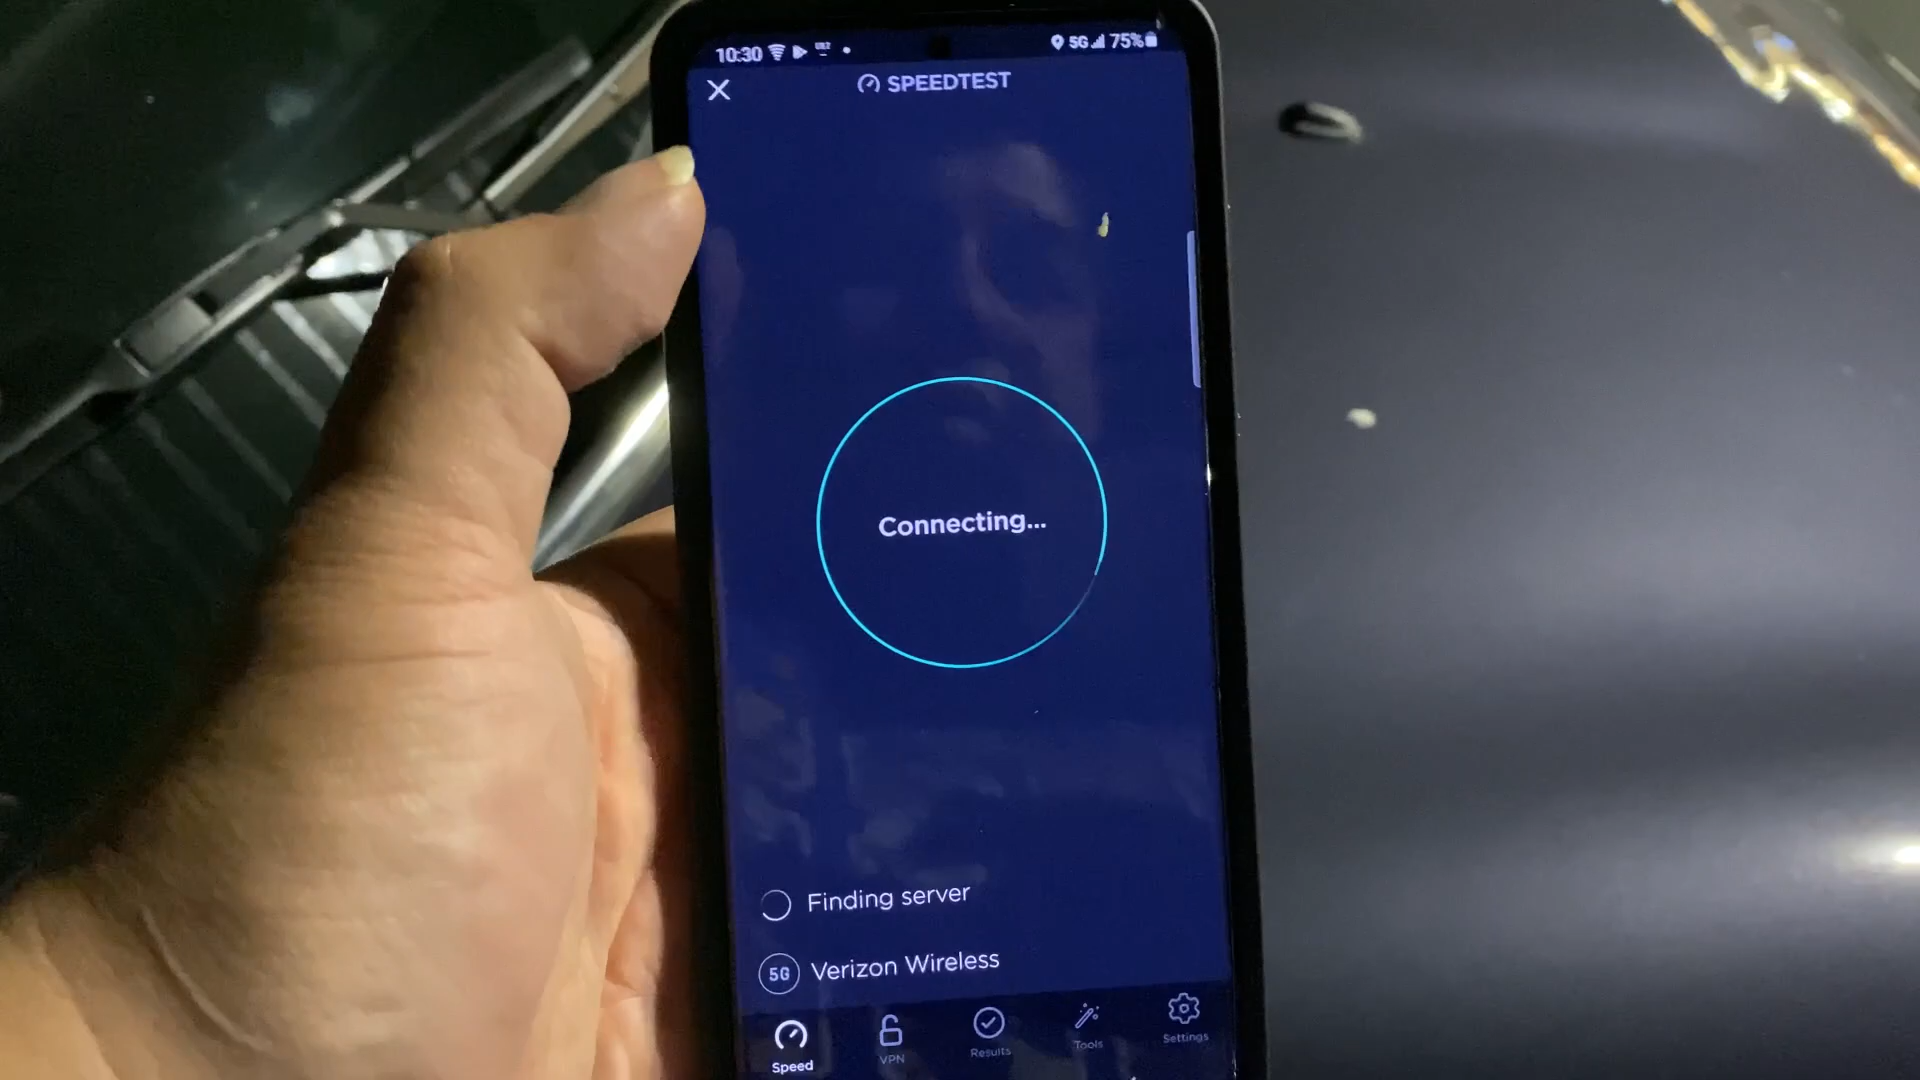 10:30
5G 75%
SPEEDTEST
Connecting...
Finding server
5G Verizon Wireless
Speed VPN Results Tools Settings